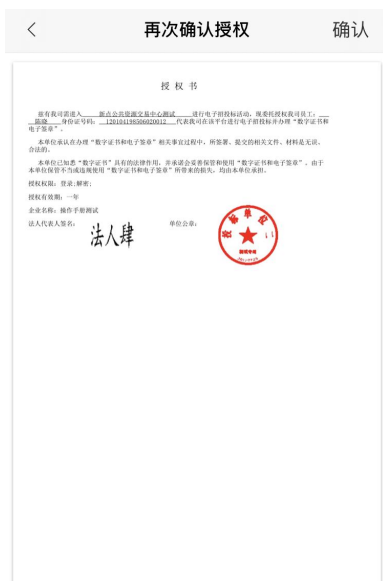 再次确认授权
确认
授 权 书
兹有我司需进入 新点公共资源交易中心测试 进行电子招投标活动，现委托授权我司员工：
陈晓 身份证号码： 120104198506020012 代表我司在该平台进行电子招投标并办理“数字证书和
电子签章”。
本单位承认在办理“数字证书和电子签章”相关事宜过程中，所签署、提交的相关文件、材料是无误、
合法的。
本单位已知悉“数字证书”具有的法律作用，并承诺会妥善保管和使用“数字证书和电子签章”。由于
本单位保管不当或违规使用“数字证书和电子签章”所带来的损失，均由本单位承担。
授权权限：登录;解密;
授权有效期：一年
企业名称：操作手册测试
法人代表人签名： 法人肆 单位公章：